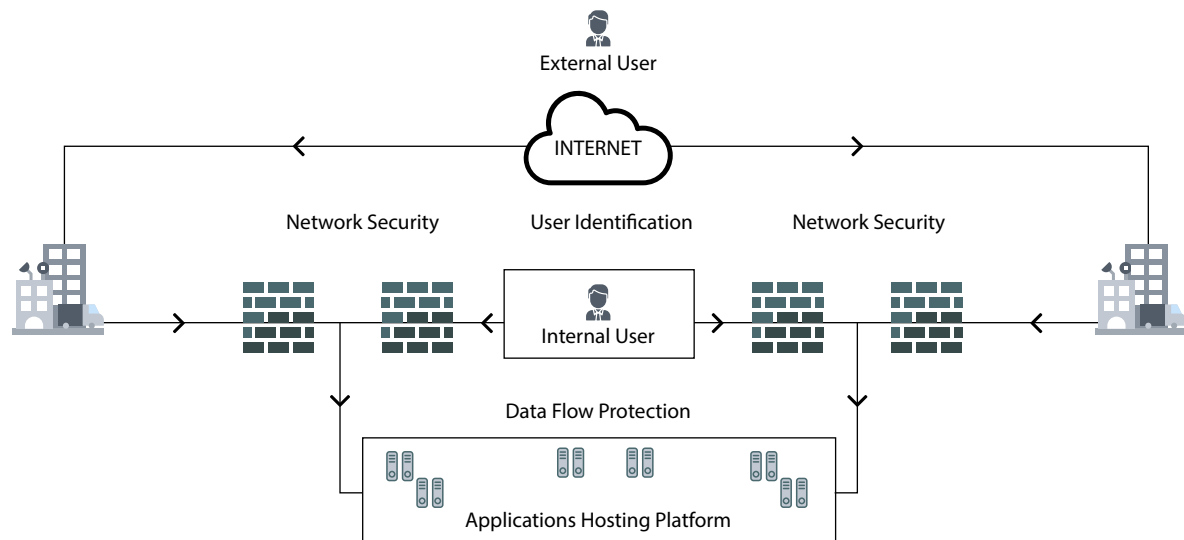 External User
INTERNET
Network Security
User Identification
Network Security
Internal User
Data Flow Protection
Applications Hosting Platform